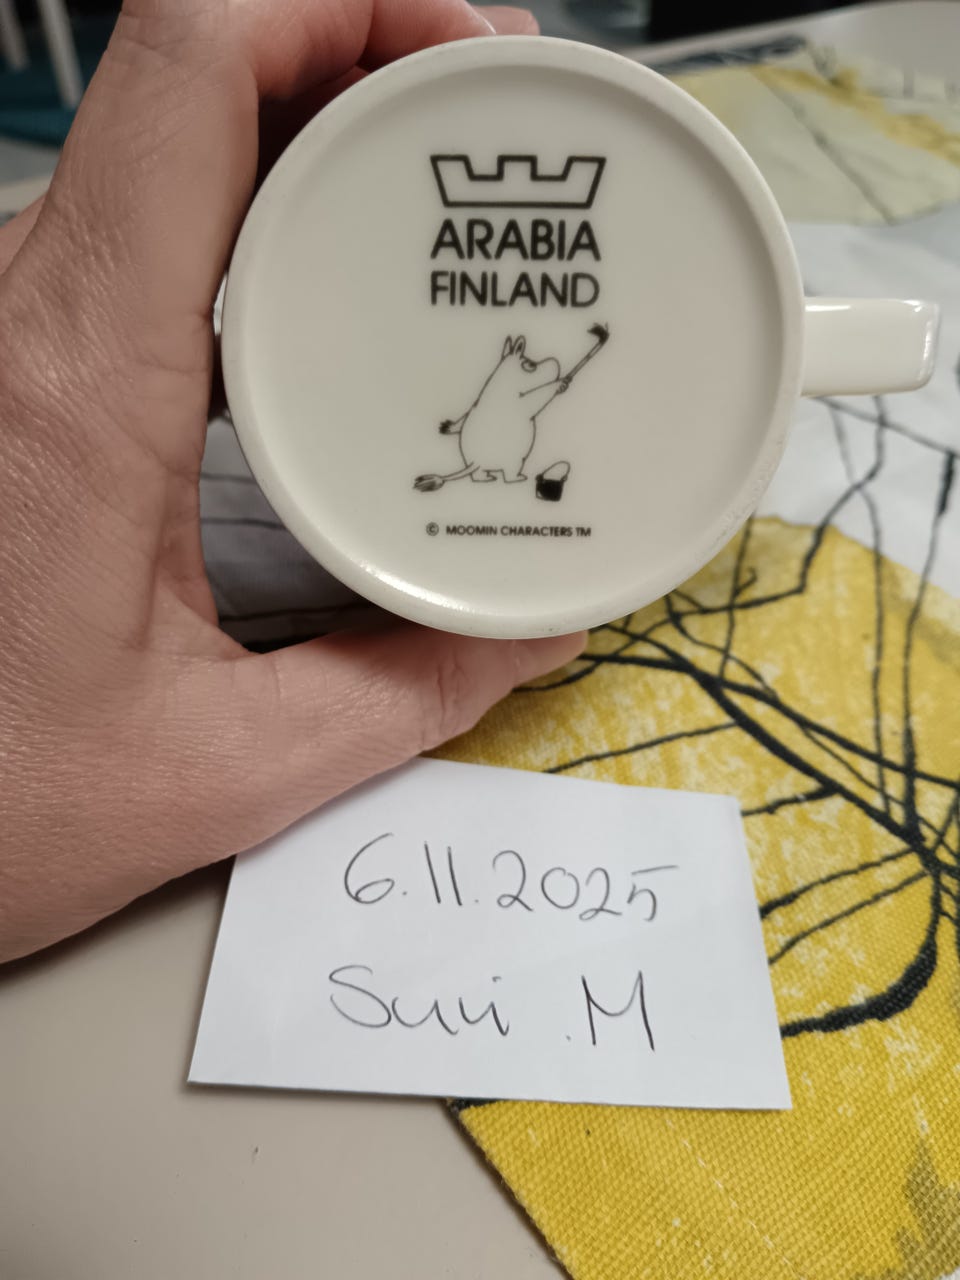 ARABIA
FINLAND
© MOOMIN CHARACTERS TM
6.11.2025
Suvi .M